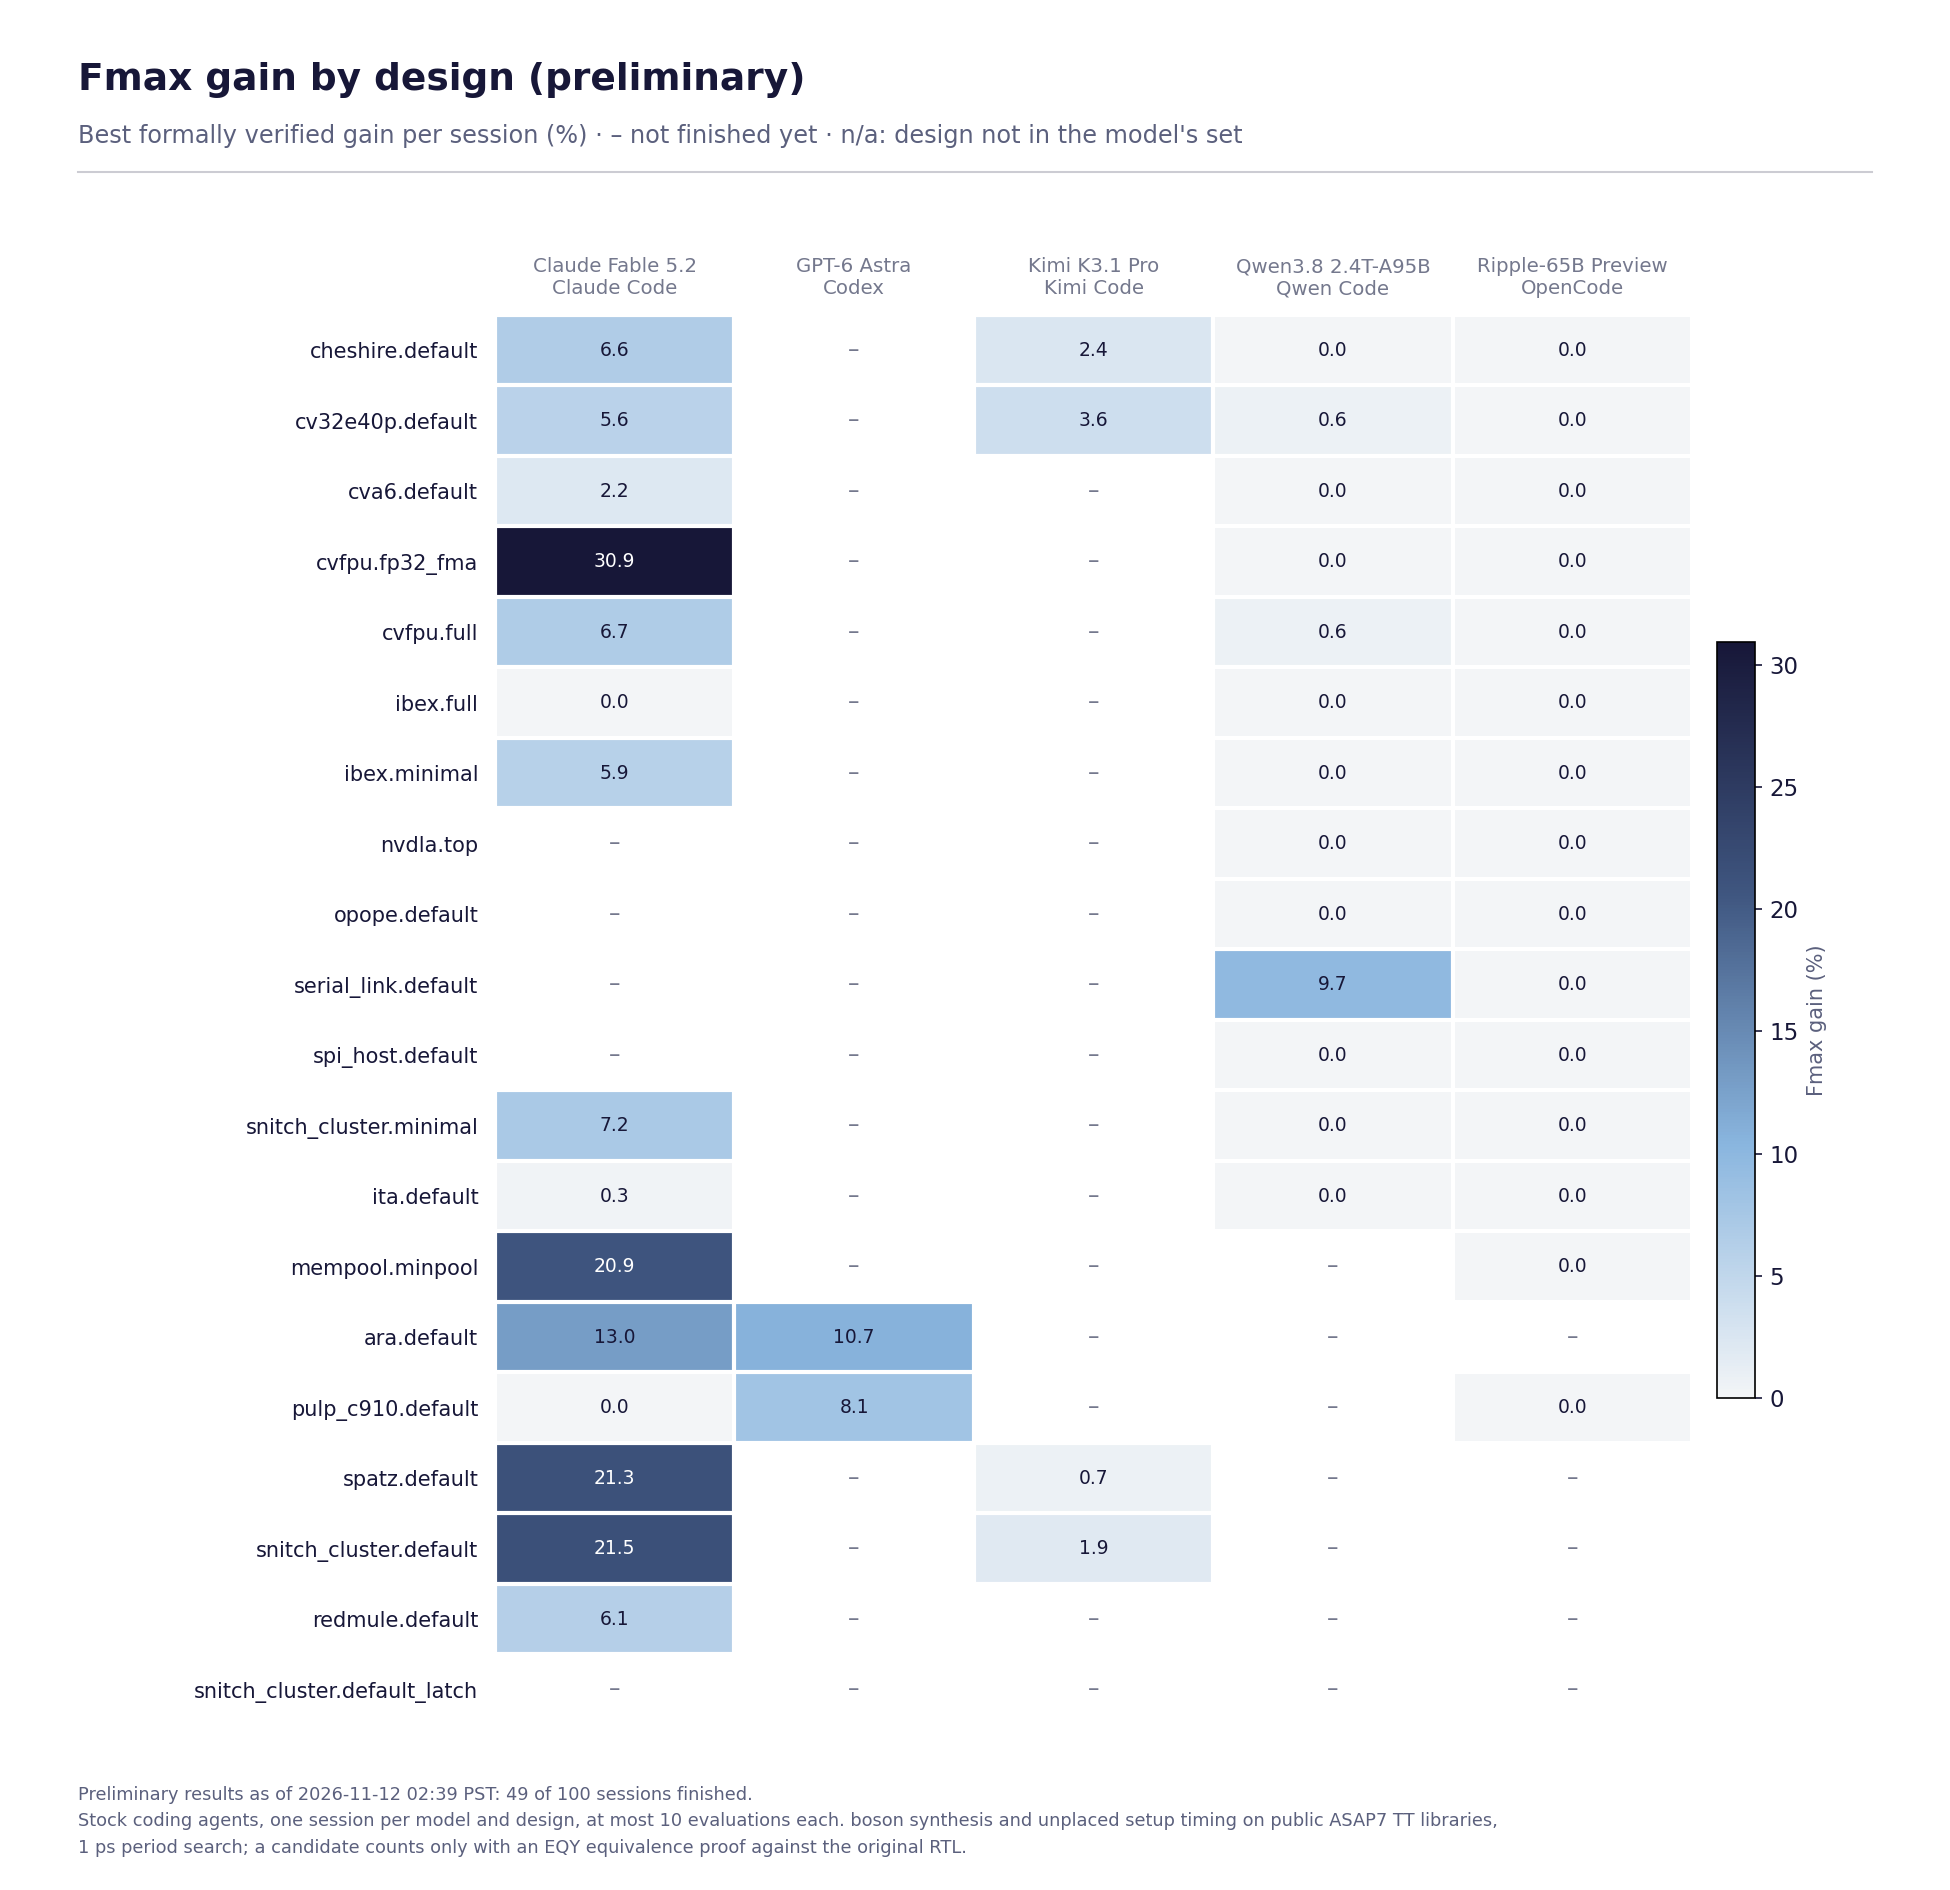 Fmax gain by design (preliminary)
Best formally verified gain per session (%) · – not finished yet · n/a: design not in the model's set
Claude Fable 5.2 GPT-6 Astra Kimi K3.1 Pro Qwen3.8 2.4T-A95B Ripple-65B Preview
Claude Code Codex Kimi Code Qwen Code OpenCode
cheshire.default 6.6 – 2.4 0.0 0.0
cv32e40p.default 5.6 – 3.6 0.6 0.0
cva6.default 2.2 – – 0.0 0.0
cvfpu.fp32_fma 30.9 – – 0.0 0.0
cvfpu.full 6.7 – – 0.6 0.0
ibex.full 0.0 – – 0.0 0.0
ibex.minimal 5.9 – – 0.0 0.0
nvdla.top – – – 0.0 0.0
opope.default – – – 0.0 0.0
serial_link.default – – – 9.7 0.0
spi_host.default – – – 0.0 0.0
snitch_cluster.minimal 7.2 – – 0.0 0.0
ita.default 0.3 – – 0.0 0.0
mempool.minpool 20.9 – – – 0.0
ara.default 13.0 10.7 – – –
pulp_c910.default 0.0 8.1 – – 0.0
spatz.default 21.3 – 0.7 – –
snitch_cluster.default 21.5 – 1.9 – –
redmule.default 6.1 – – – –
snitch_cluster.default_latch – – – – –
30
25
20
15
10
5
0
Fmax gain (%)
Preliminary results as of 2026-11-12 02:39 PST: 49 of 100 sessions finished.
Stock coding agents, one session per model and design, at most 10 evaluations each. boson synthesis and unplaced setup timing on public ASAP7 TT libraries,
1 ps period search; a candidate counts only with an EQY equivalence proof against the original RTL.